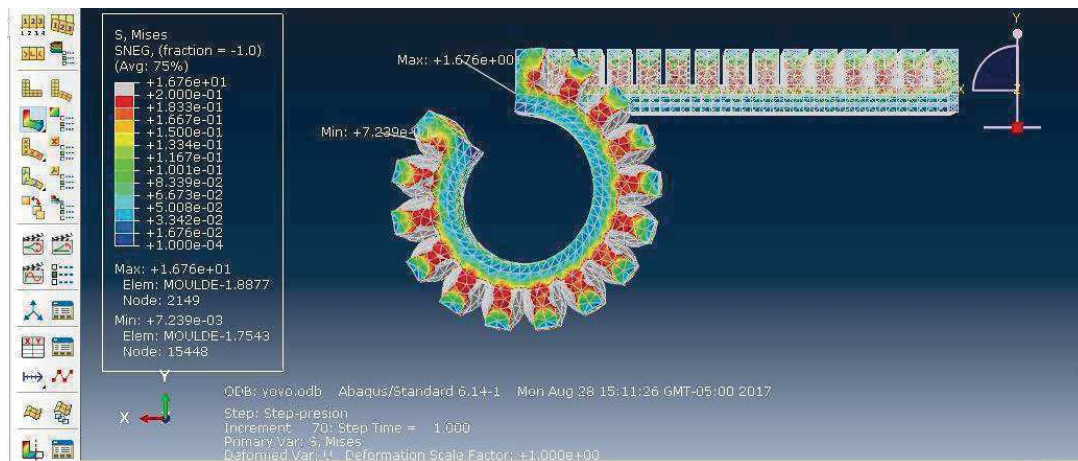 S, Mises
SNEG, (fraction = -1.0)
(Avg: 75%)
+1.676e+01
+2.000e-01
+1.833e-01
+1.667e-01
+1.500e-01
+1.334e-01
+1.167e-01
+1.001e-01
+8.339e-02
+6.673e-02
+5.008e-02
+3.342e-02
+1.676e-02
+1.000e-04
Max: +1.676e+01
Elem: MOULDE-1.8877
Node: 2149
Min: +7.239e-03
Elem: MOULDE-1.7543
Node: 15448
Max: +1.676e+00
Min: +7.239e-0
Y
X
Z
Y
X
ODB: yovo.odb Abaqus/Standard 6.14-1 Mon Aug 28 15:11:26 GMT-05:00 2017
Step: Step-presion
Increment 70: Step Time = 1.000
Primary Var: S, Mises
Deformed Var: U Deformation Scale Factor: +1.000e+00